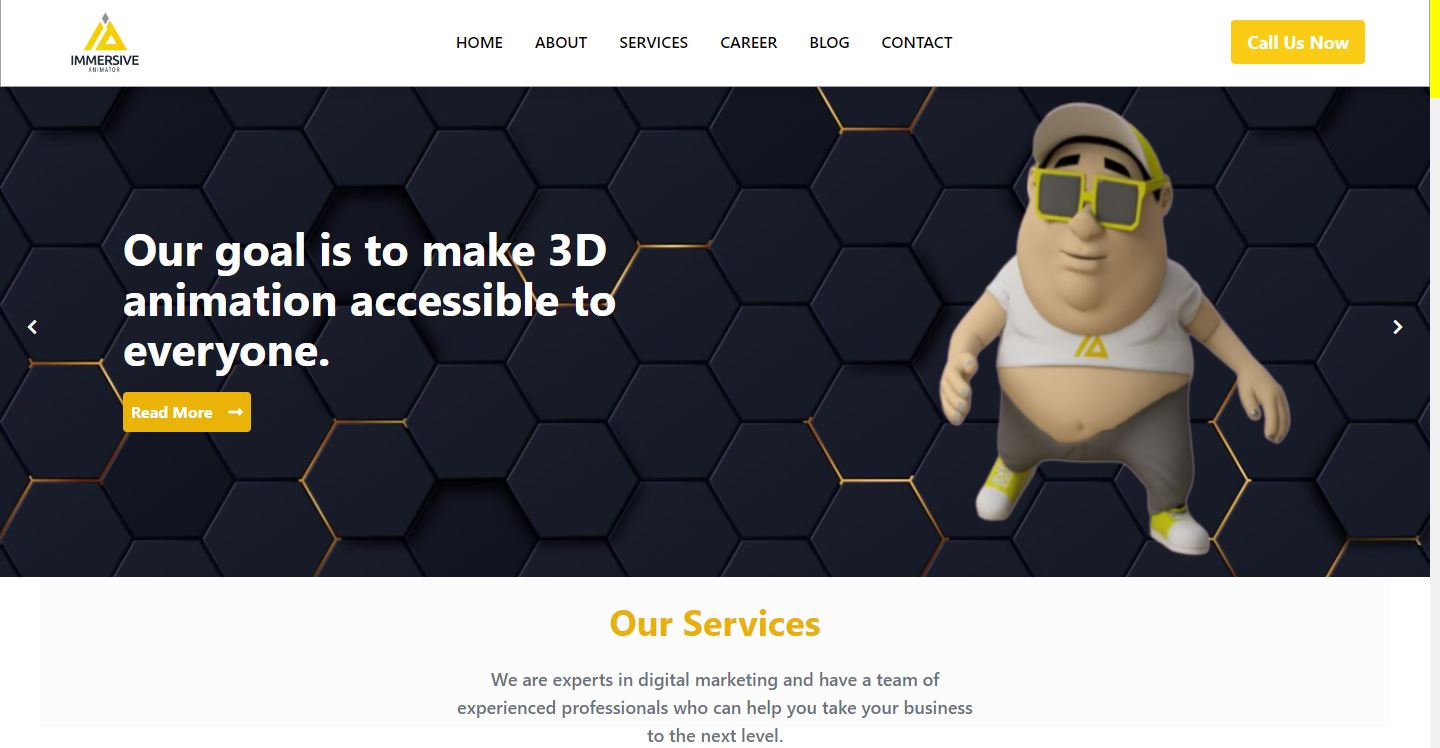 IMMERSIVE
ANIMATOR
HOME ABOUT SERVICES CAREER BLOG CONTACT
Call Us Now
Our goal is to make 3D
animation accessible to
everyone.
Read More
Our Services
We are experts in digital marketing and have a team of
experienced professionals who can help you take your business
to the next level.